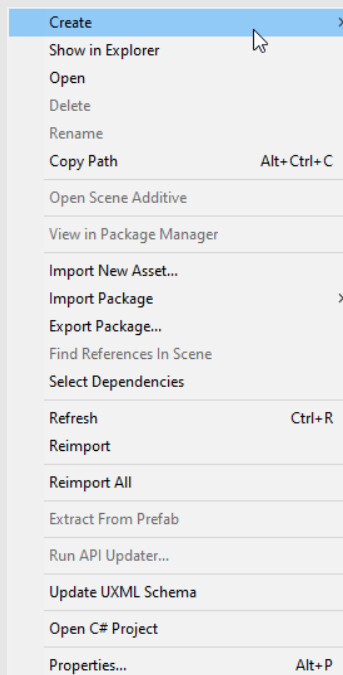 Create
Show in Explorer
Open
Delete
Rename
Copy Path Alt+Ctrl+C
Open Scene Additive
View in Package Manager
Import New Asset...
Import Package
Export Package...
Find References In Scene
Select Dependencies
Refresh Ctrl+R
Reimport
Reimport All
Extract From Prefab
Run API Updater...
Update UXML Schema
Open C# Project
Properties... Alt+P